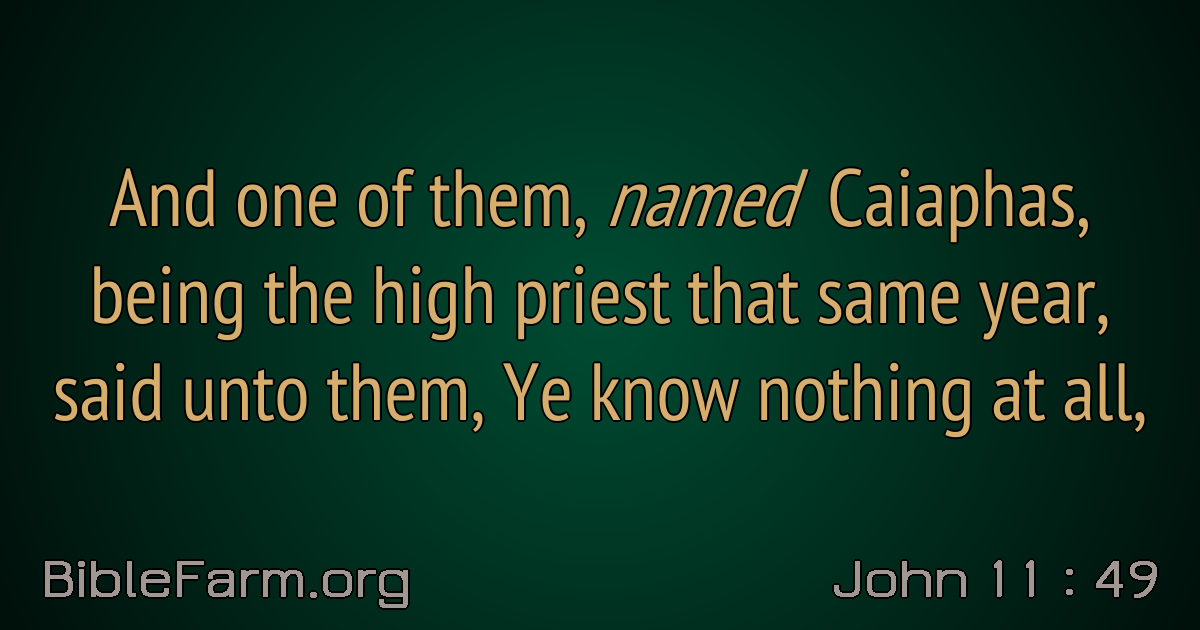 And one of them, named Caiaphas,
being the high priest that same year,
said unto them, Ye know nothing at all,
BibleFarm.org
John 11 : 49